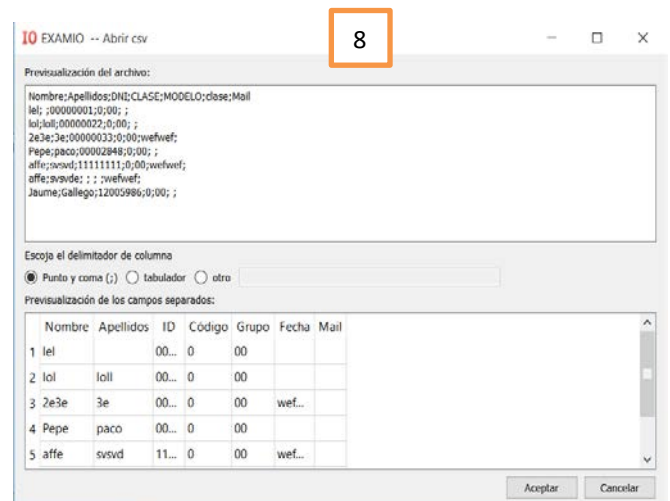 8
IO EXAMIO -- Abrir csv
Previsualización del archivo:
Nombre;Apellidos;DNI;CLASE;MODELO;clase;Mail
lel; ;00000001;0;00; ;
lol;loll;00000022;0;00; ;
2e3e;3e;00000033;0;00;wefwef;
Pepe;paco;00002848;0;00; ;
affe;svsvd;11111111;0;00;wefwef;
affe;svsvde; ; ; ;wefwef;
Jaume;Gallego;12005986;0;00; ;
Escoja el delimitador de columna
Punto y coma (;) tabulador otro
Previsualización de los campos separados:
Nombre Apellidos ID Código Grupo Fecha Mail
1 lel 00... 0 00
2 lol loll 00... 0 00
3 2e3e 3e 00... 0 00 wef...
4 Pepe paco 00... 0 00
5 affe svsvd 11... 0 00 wef...
Aceptar Cancelar